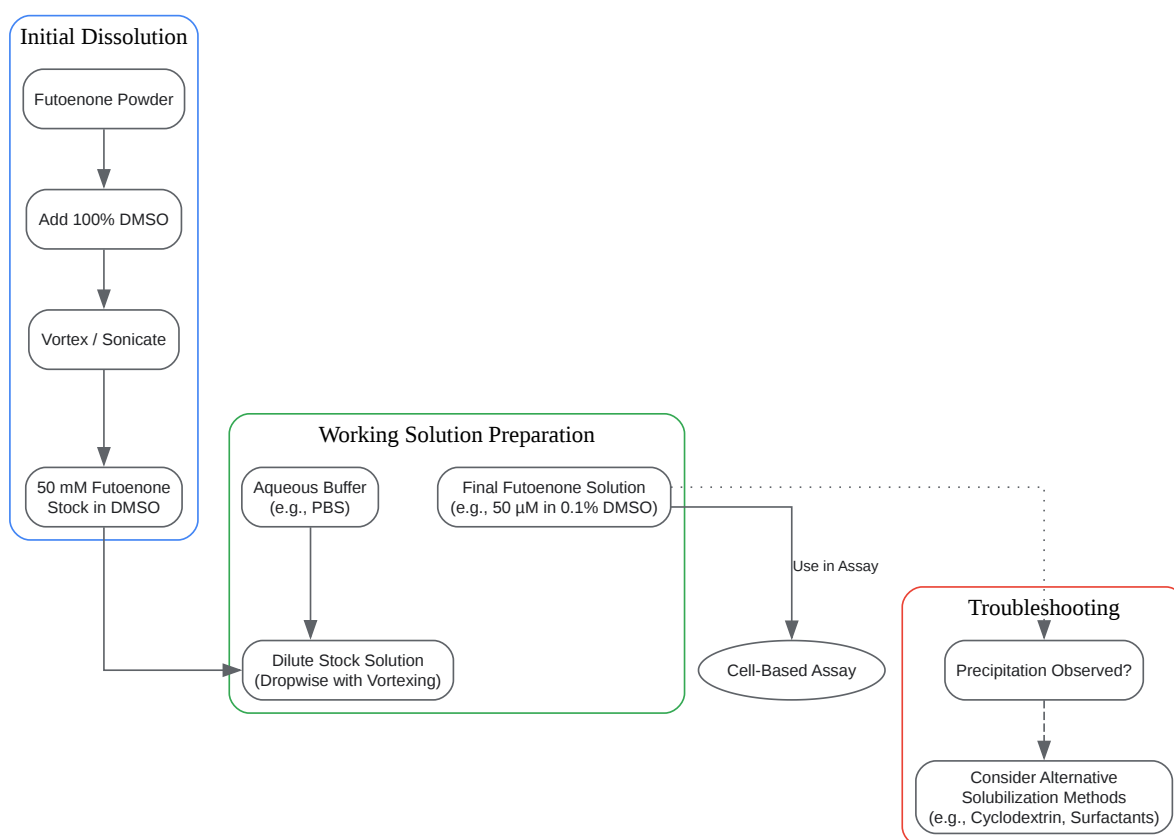 Initial Dissolution
Futoenone Powder
Add 100% DMSO
Vortex / Sonicate
50 mM Futoenone
Stock in DMSO
Working Solution Preparation
Aqueous Buffer
(e.g., PBS)
Final Futoenone Solution
(e.g., 50 µM in 0.1% DMSO)
Dilute Stock Solution
(Dropwise with Vortexing)
Use in Assay
Cell-Based Assay
Troubleshooting
Precipitation Observed?
Consider Alternative
Solubilization Methods
(e.g., Cyclodextrin, Surfactants)